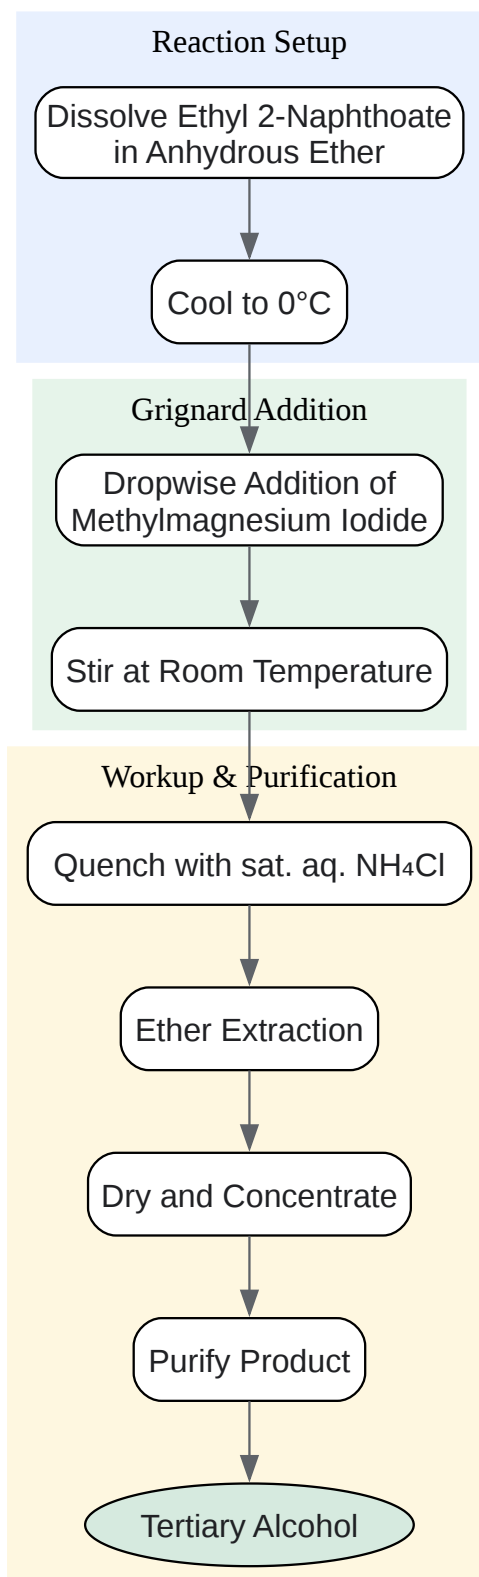 Reaction Setup
Dissolve Ethyl 2-Naphthoate
in Anhydrous Ether
Cool to 0°C
Grignard Addition
Dropwise Addition of
Methylmagnesium Iodide
Stir at Room Temperature
Workup & Purification
Quench with sat. aq. NH₄Cl
Ether Extraction
Dry and Concentrate
Purify Product
Tertiary Alcohol